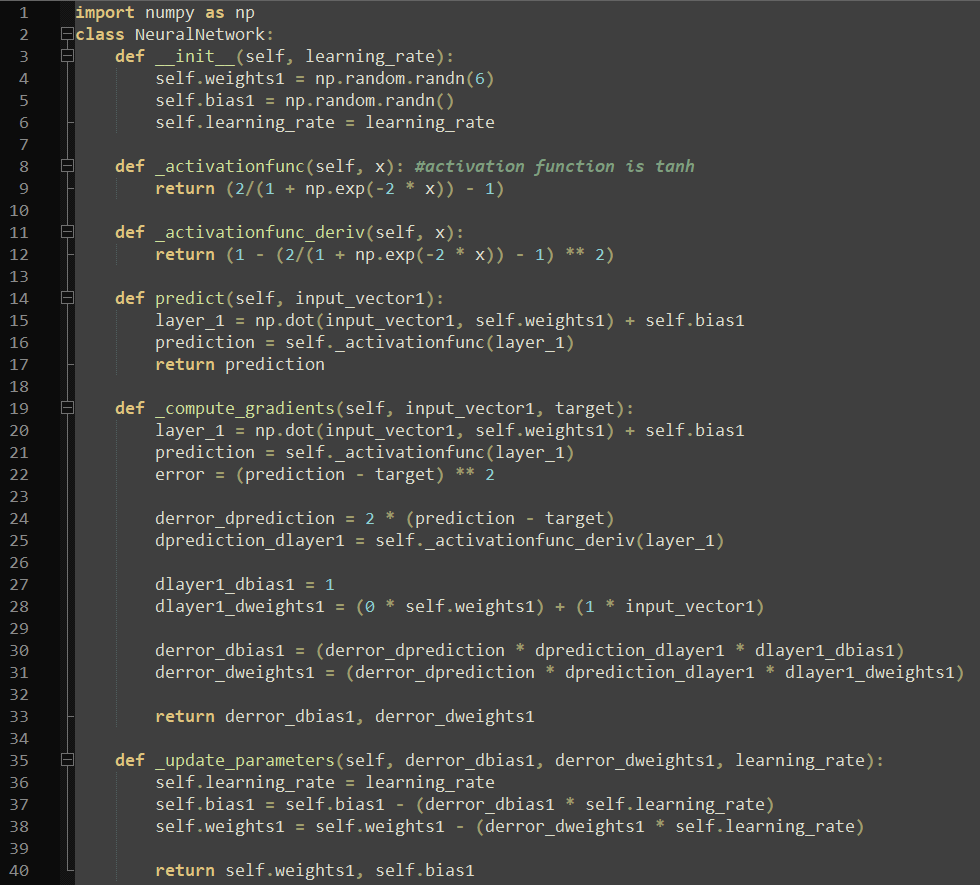 1 import numpy as np
2 class NeuralNetwork:
3     def __init__(self, learning_rate):
4         self.weights1 = np.random.randn(6)
5         self.bias1 = np.random.randn()
6         self.learning_rate = learning_rate
7
8     def _activationfunc(self, x): #activation function is tanh
9         return (2/(1 + np.exp(-2 * x)) - 1)
10
11     def _activationfunc_deriv(self, x):
12         return (1 - (2/(1 + np.exp(-2 * x)) - 1) ** 2)
13
14     def predict(self, input_vector1):
15         layer_1 = np.dot(input_vector1, self.weights1) + self.bias1
16         prediction = self._activationfunc(layer_1)
17         return prediction
18
19     def _compute_gradients(self, input_vector1, target):
20         layer_1 = np.dot(input_vector1, self.weights1) + self.bias1
21         prediction = self._activationfunc(layer_1)
22         error = (prediction - target) ** 2
23
24         derror_dprediction = 2 * (prediction - target)
25         dprediction_dlayer1 = self._activationfunc_deriv(layer_1)
26
27         dlayer1_dbias1 = 1
28         dlayer1_dweights1 = (0 * self.weights1) + (1 * input_vector1)
29
30         derror_dbias1 = (derror_dprediction * dprediction_dlayer1 * dlayer1_dbias1)
31         derror_dweights1 = (derror_dprediction * dprediction_dlayer1 * dlayer1_dweights1)
32
33         return derror_dbias1, derror_dweights1
34
35     def _update_parameters(self, derror_dbias1, derror_dweights1, learning_rate):
36         self.learning_rate = learning_rate
37         self.bias1 = self.bias1 - (derror_dbias1 * self.learning_rate)
38         self.weights1 = self.weights1 - (derror_dweights1 * self.learning_rate)
39
40         return self.weights1, self.bias1